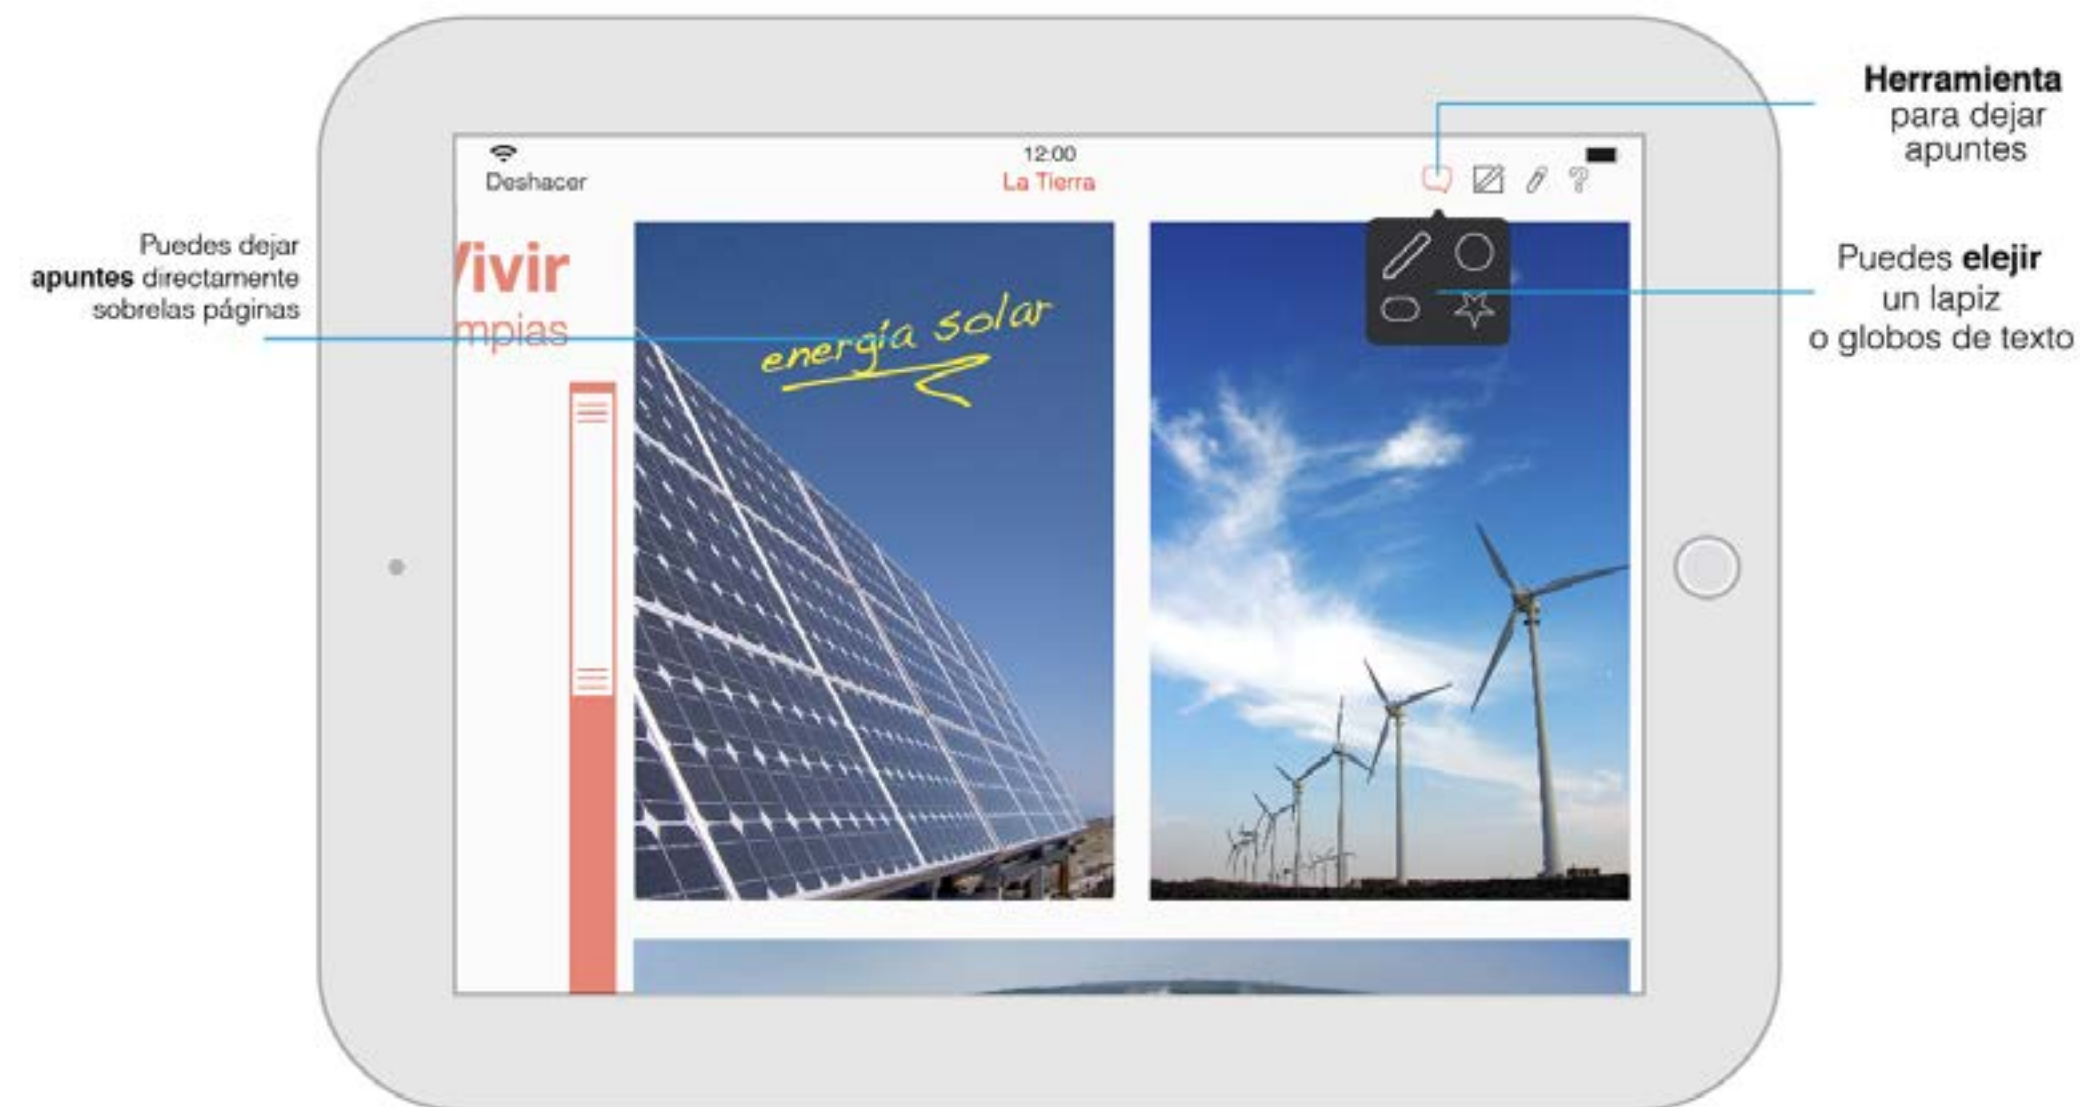 Herramienta
para dejar
apuntes
12:00
Deshacer
La Tierra
Puedes dejar
apuntes directamente
sobrelas páginas
Vivir
mpias
energía solar
Puedes elejir
un lapiz
o globos de texto